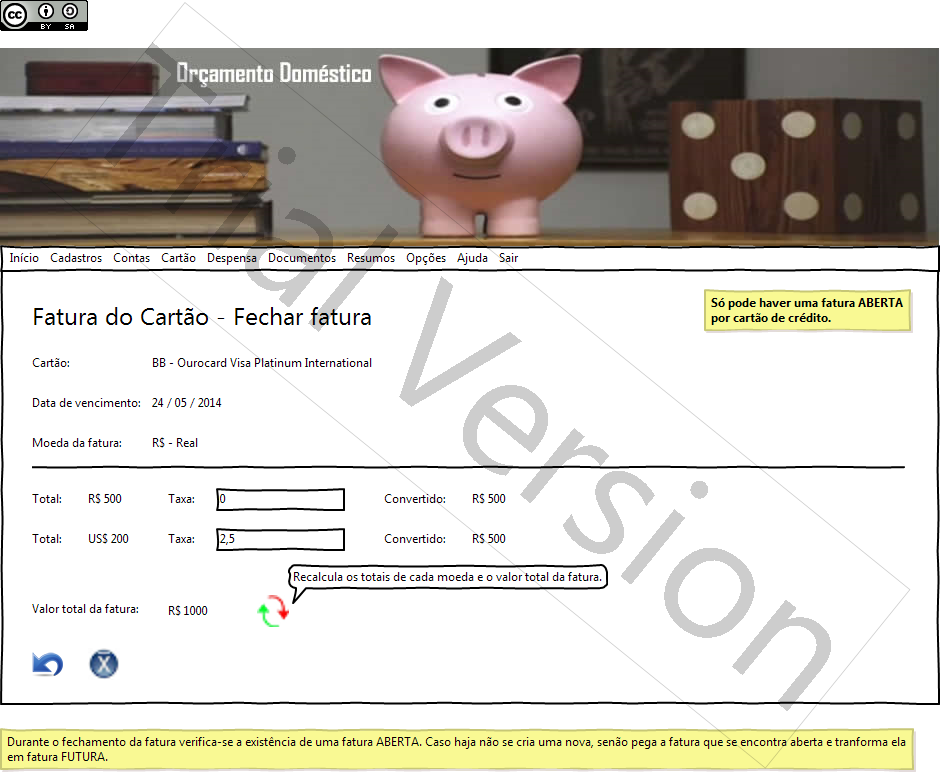 cc
BY SA
Orçamento Doméstico
Início Cadastros Contas Cartão Despensa Documentos Resumos Opções Ajuda Sair
Fatura do Cartão - Fechar fatura
Só pode haver uma fatura ABERTA
por cartão de crédito.
Cartão: BB - Ourocard Visa Platinum International
Data de vencimento: 24 / 05 / 2014
Moeda da fatura: R$ - Real
Total: R$ 500 Taxa: 0 Convertido: R$ 500
Total: US$ 200 Taxa: 2,5 Convertido: R$ 500
Recalcula os totais de cada moeda e o valor total da fatura.
Valor total da fatura: R$ 1000
X
Durante o fechamento da fatura verifica-se a existência de uma fatura ABERTA. Caso haja não se cria uma nova, senão pega a fatura que se encontra aberta e tranforma ela
em fatura FUTURA.
Trial Version